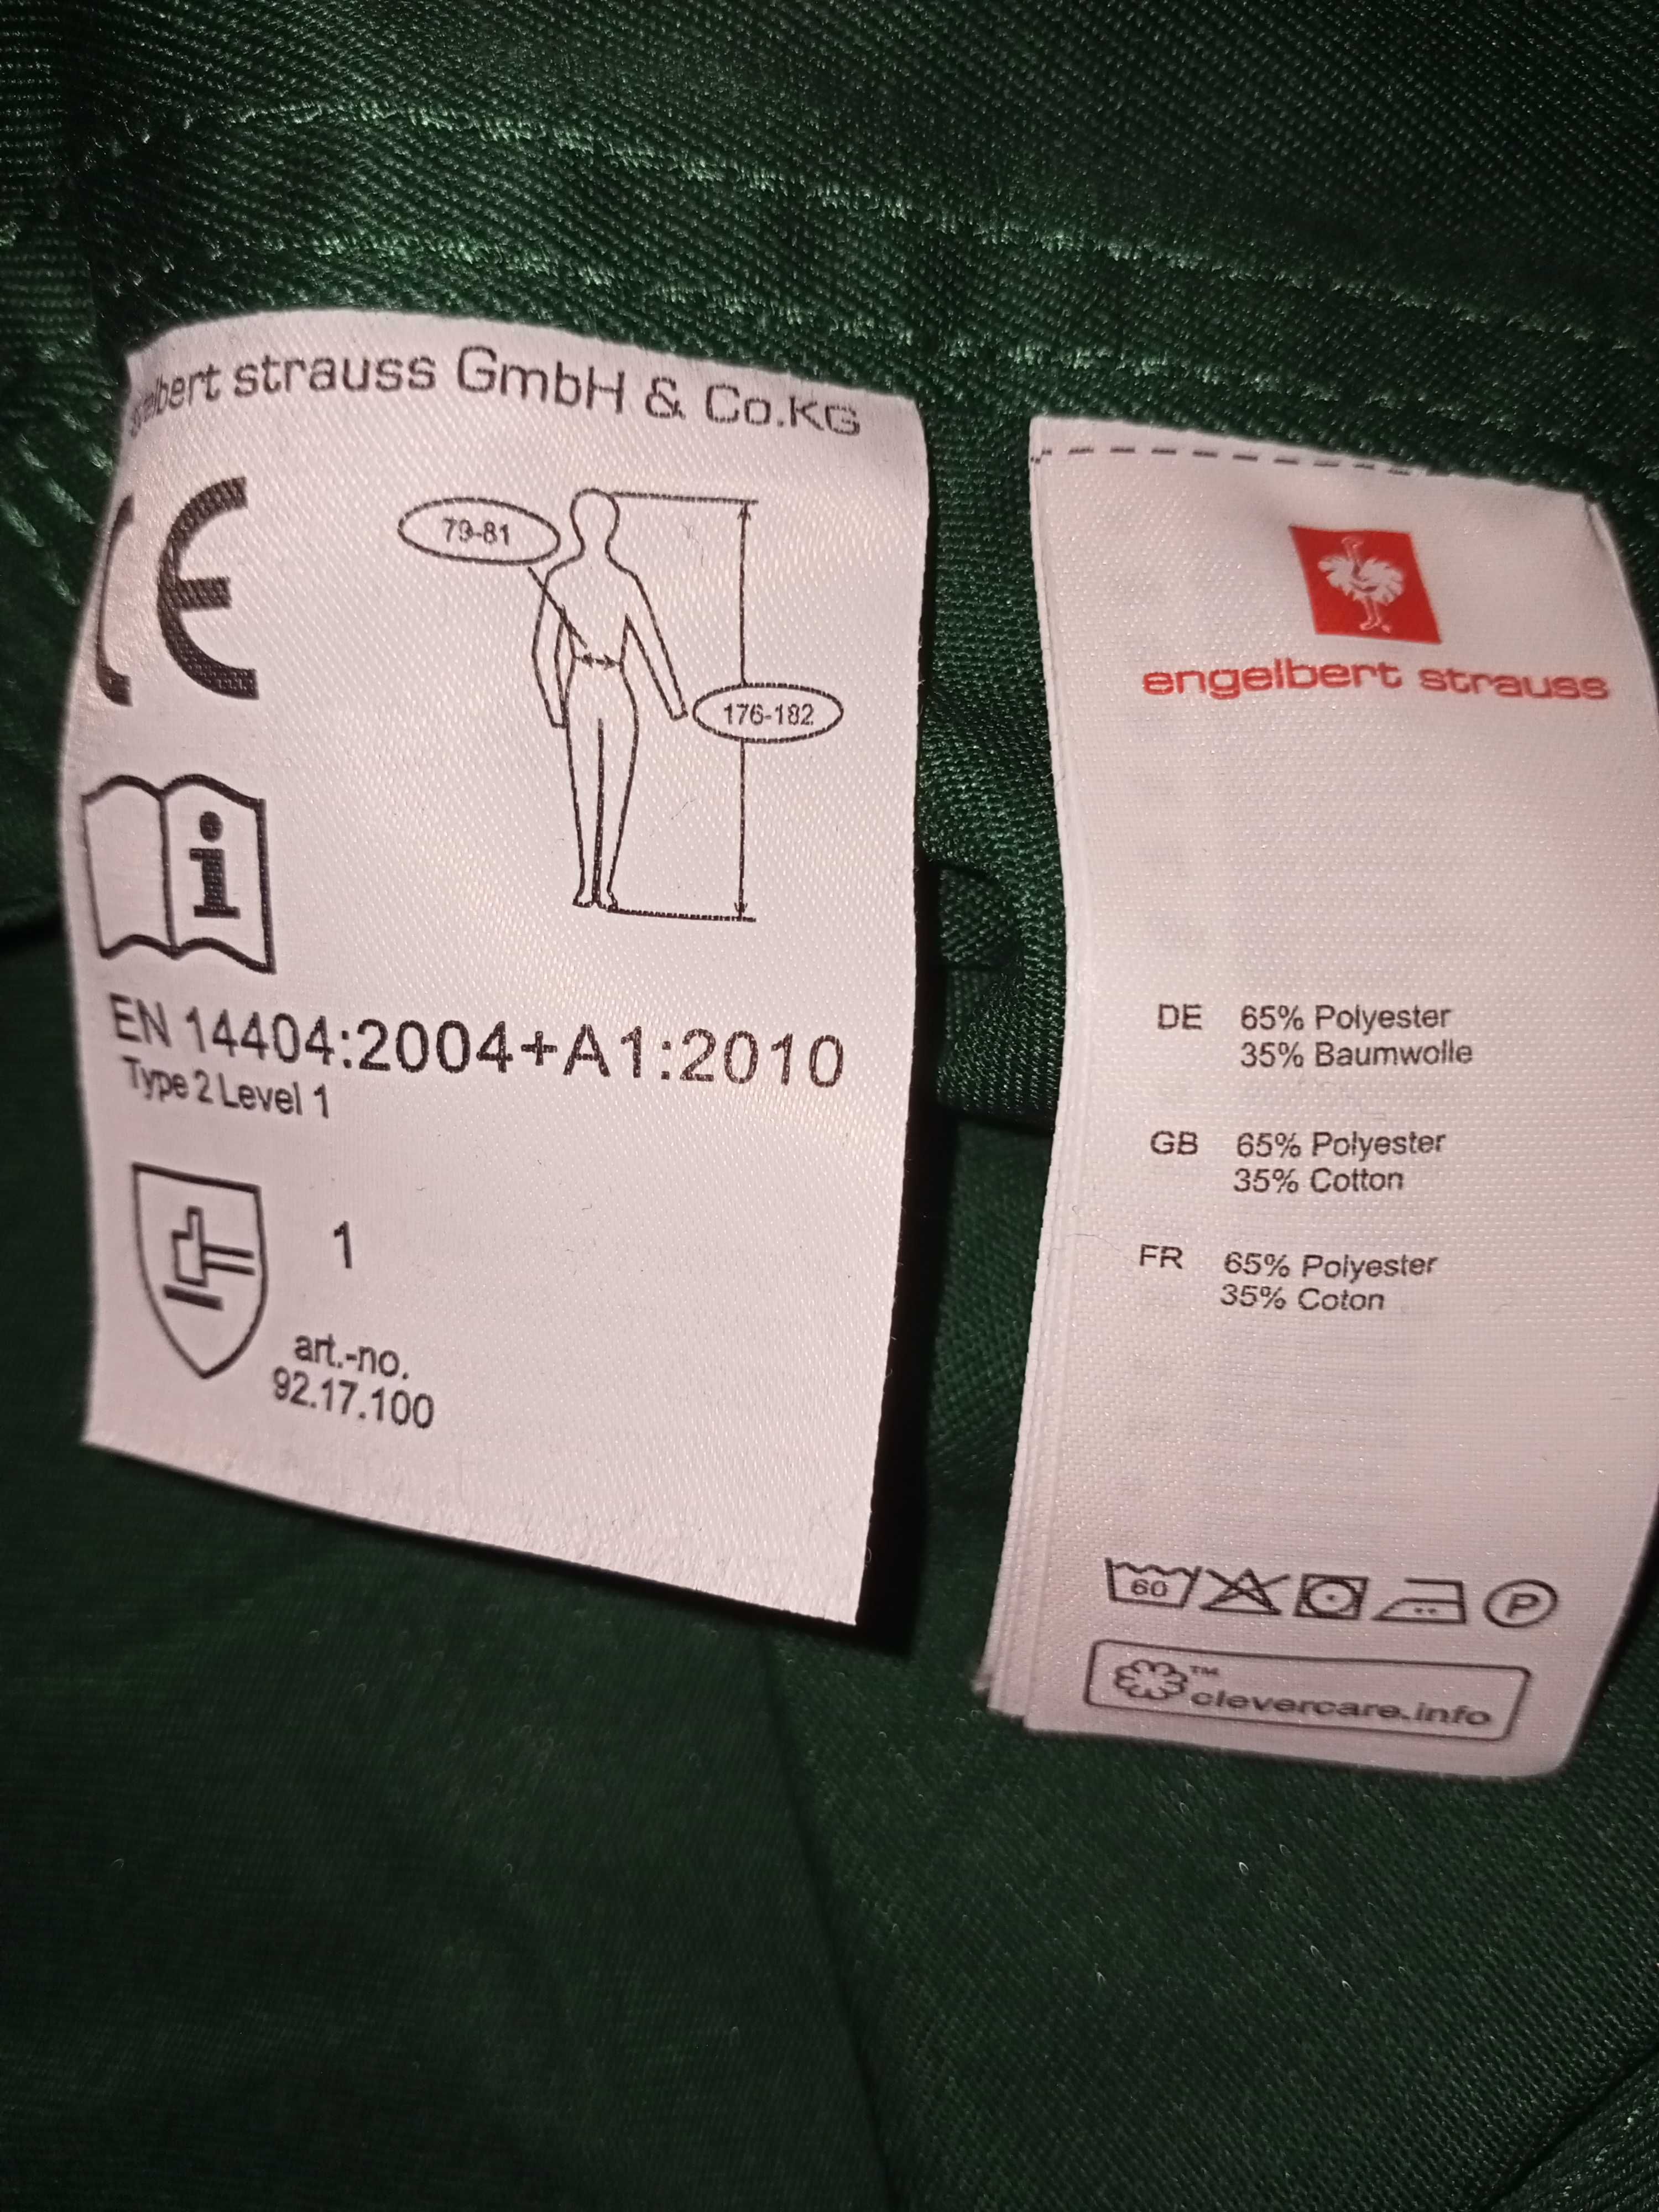 engelbert strauss GmbH & Co.KG
CE
79-81
176-182
i
EN 14404:2004+A1:2010
Type 2 Level 1
1
art.-no.
92.17.100
engelbert strauss
DE 65% Polyester
35% Baumwolle
GB 65% Polyester
35% Cotton
FR 65% Polyester
35% Coton
60
P
™
clevercare.info